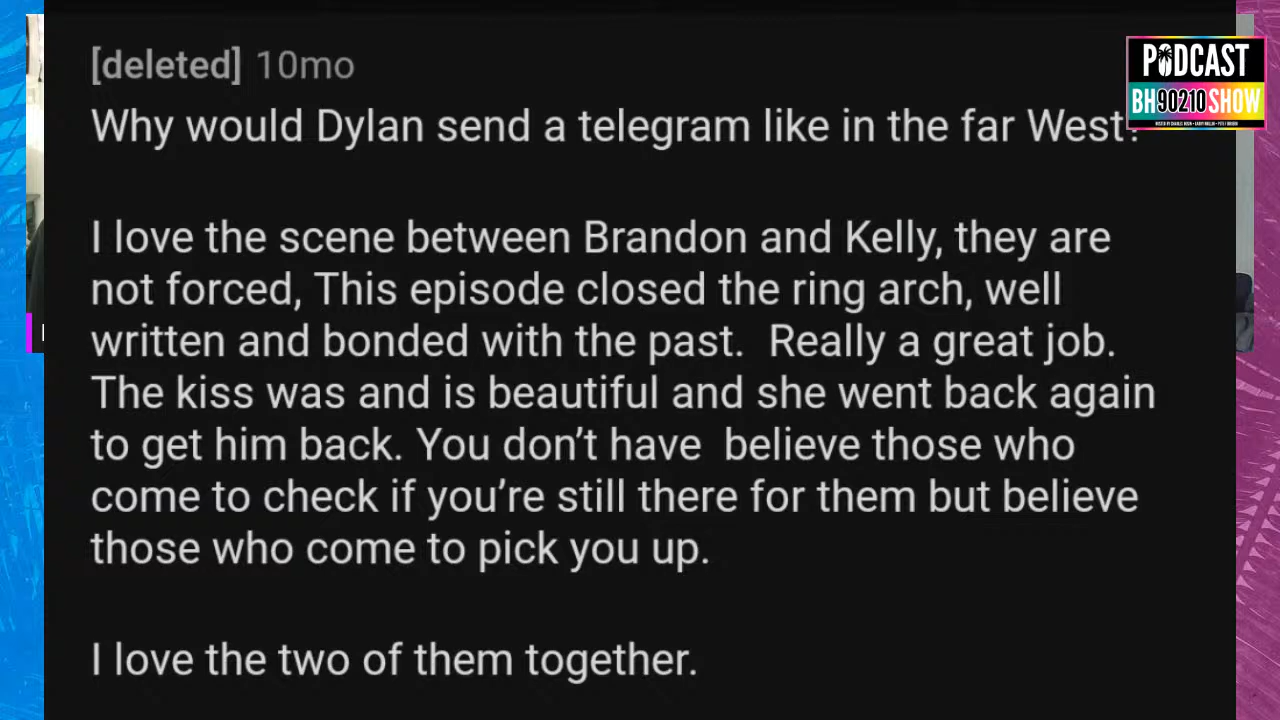 [deleted] 10mo
Why would Dylan send a telegram like in the far West?
I love the scene between Brandon and Kelly, they are
not forced, This episode closed the ring arch, well
written and bonded with the past.  Really a great job.
The kiss was and is beautiful and she went back again
to get him back. You don't have  believe those who
come to check if you're still there for them but believe
those who come to pick you up.
I love the two of them together.
PODCAST
BH90210SHOW